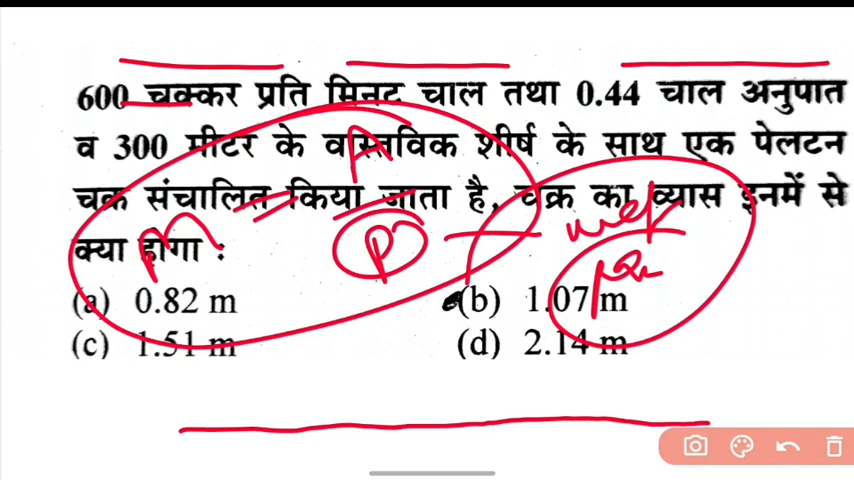 600 चक्कर प्रति मिनट चाल तथा 0.44 चाल अनुपात
व 300 मीटर के वास्तविक शीर्ष के साथ एक पेलटन
चक्र संचालित किया जाता है, चक्र का व्यास इनमें से
क्या होगा :
(a) 0.82 m (b) 1.07 m
(c) 1.51 m (d) 2.14 m
m = A
P